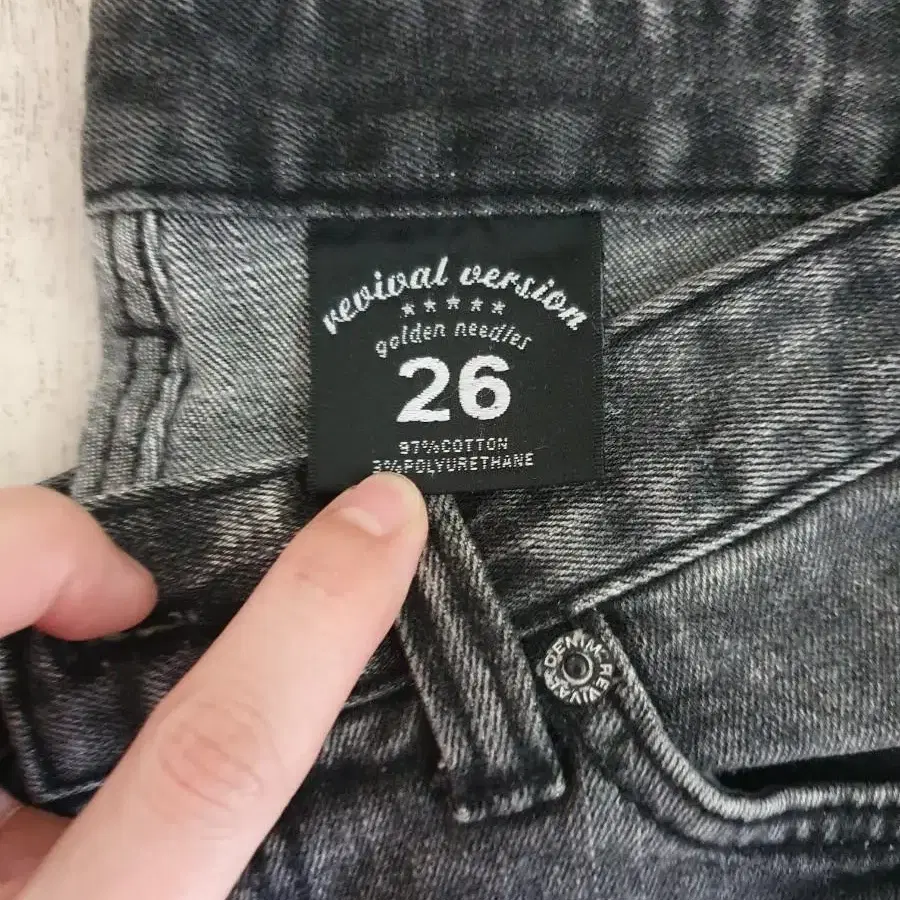 revival version
★★★★★
golden needles
26
97%COTTON
3%POLYURETHANE
DENIM REVIVAL